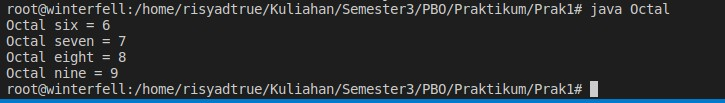 root@winterfell:/home/risyadtrue/Kuliahan/Semester3/PBO/Praktikum/Prak1# java Octal
Octal six = 6
Octal seven = 7
Octal eight = 8
Octal nine = 9
root@winterfell:/home/risyadtrue/Kuliahan/Semester3/PBO/Praktikum/Prak1#